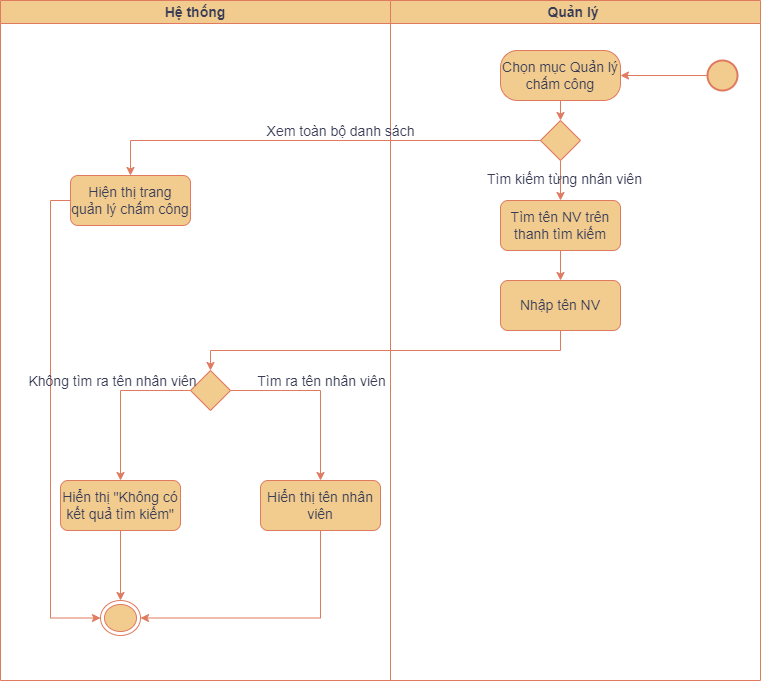 Hệ thống
Quản lý
Chọn mục Quản lý
chấm công
Xem toàn bộ danh sách
Tìm kiếm từng nhân viên
Hiện thị trang
quản lý chấm công
Tìm tên NV trên
thanh tìm kiếm
Nhập tên NV
Không tìm ra tên nhân viên
Tìm ra tên nhân viên
Hiển thị "Không có
kết quả tìm kiếm"
Hiển thị tên nhân
viên